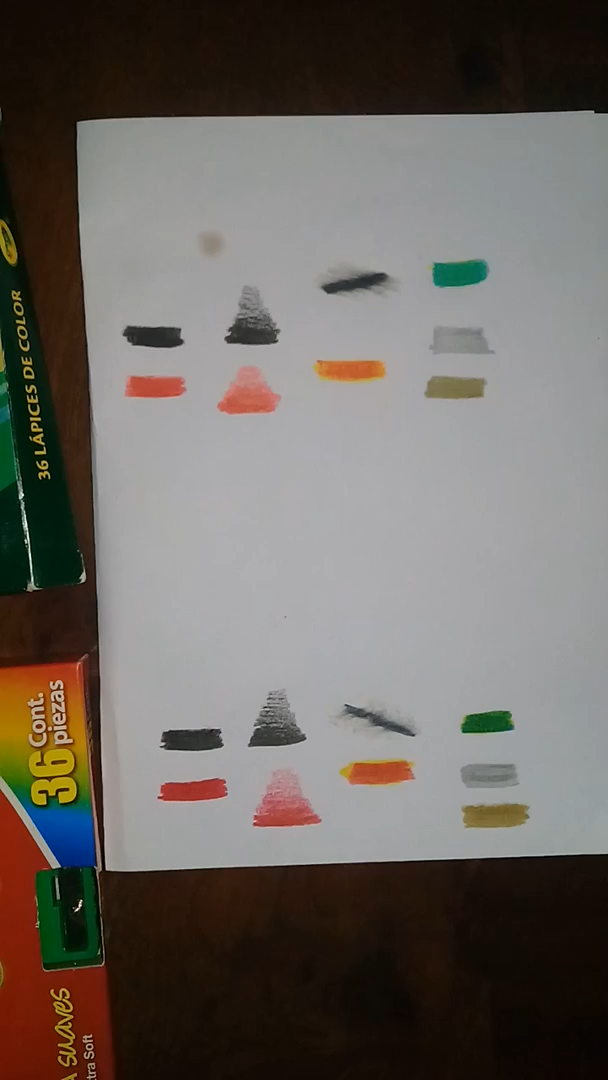 36 LÁPICES DE COLOR
36 Cont.
piezas
suaves
tra Soft